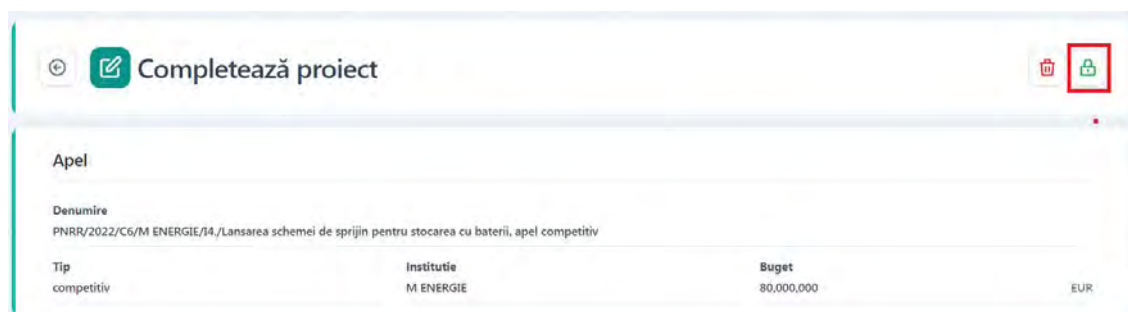 Completează proiect
Apel
Denumire
PNRR/2022/C6/M ENERGIE/I4./Lansarea schemei de sprijin pentru stocarea cu baterii, apel competitiv
Tip Institutie Buget
competitiv M ENERGIE 80,000,000 EUR